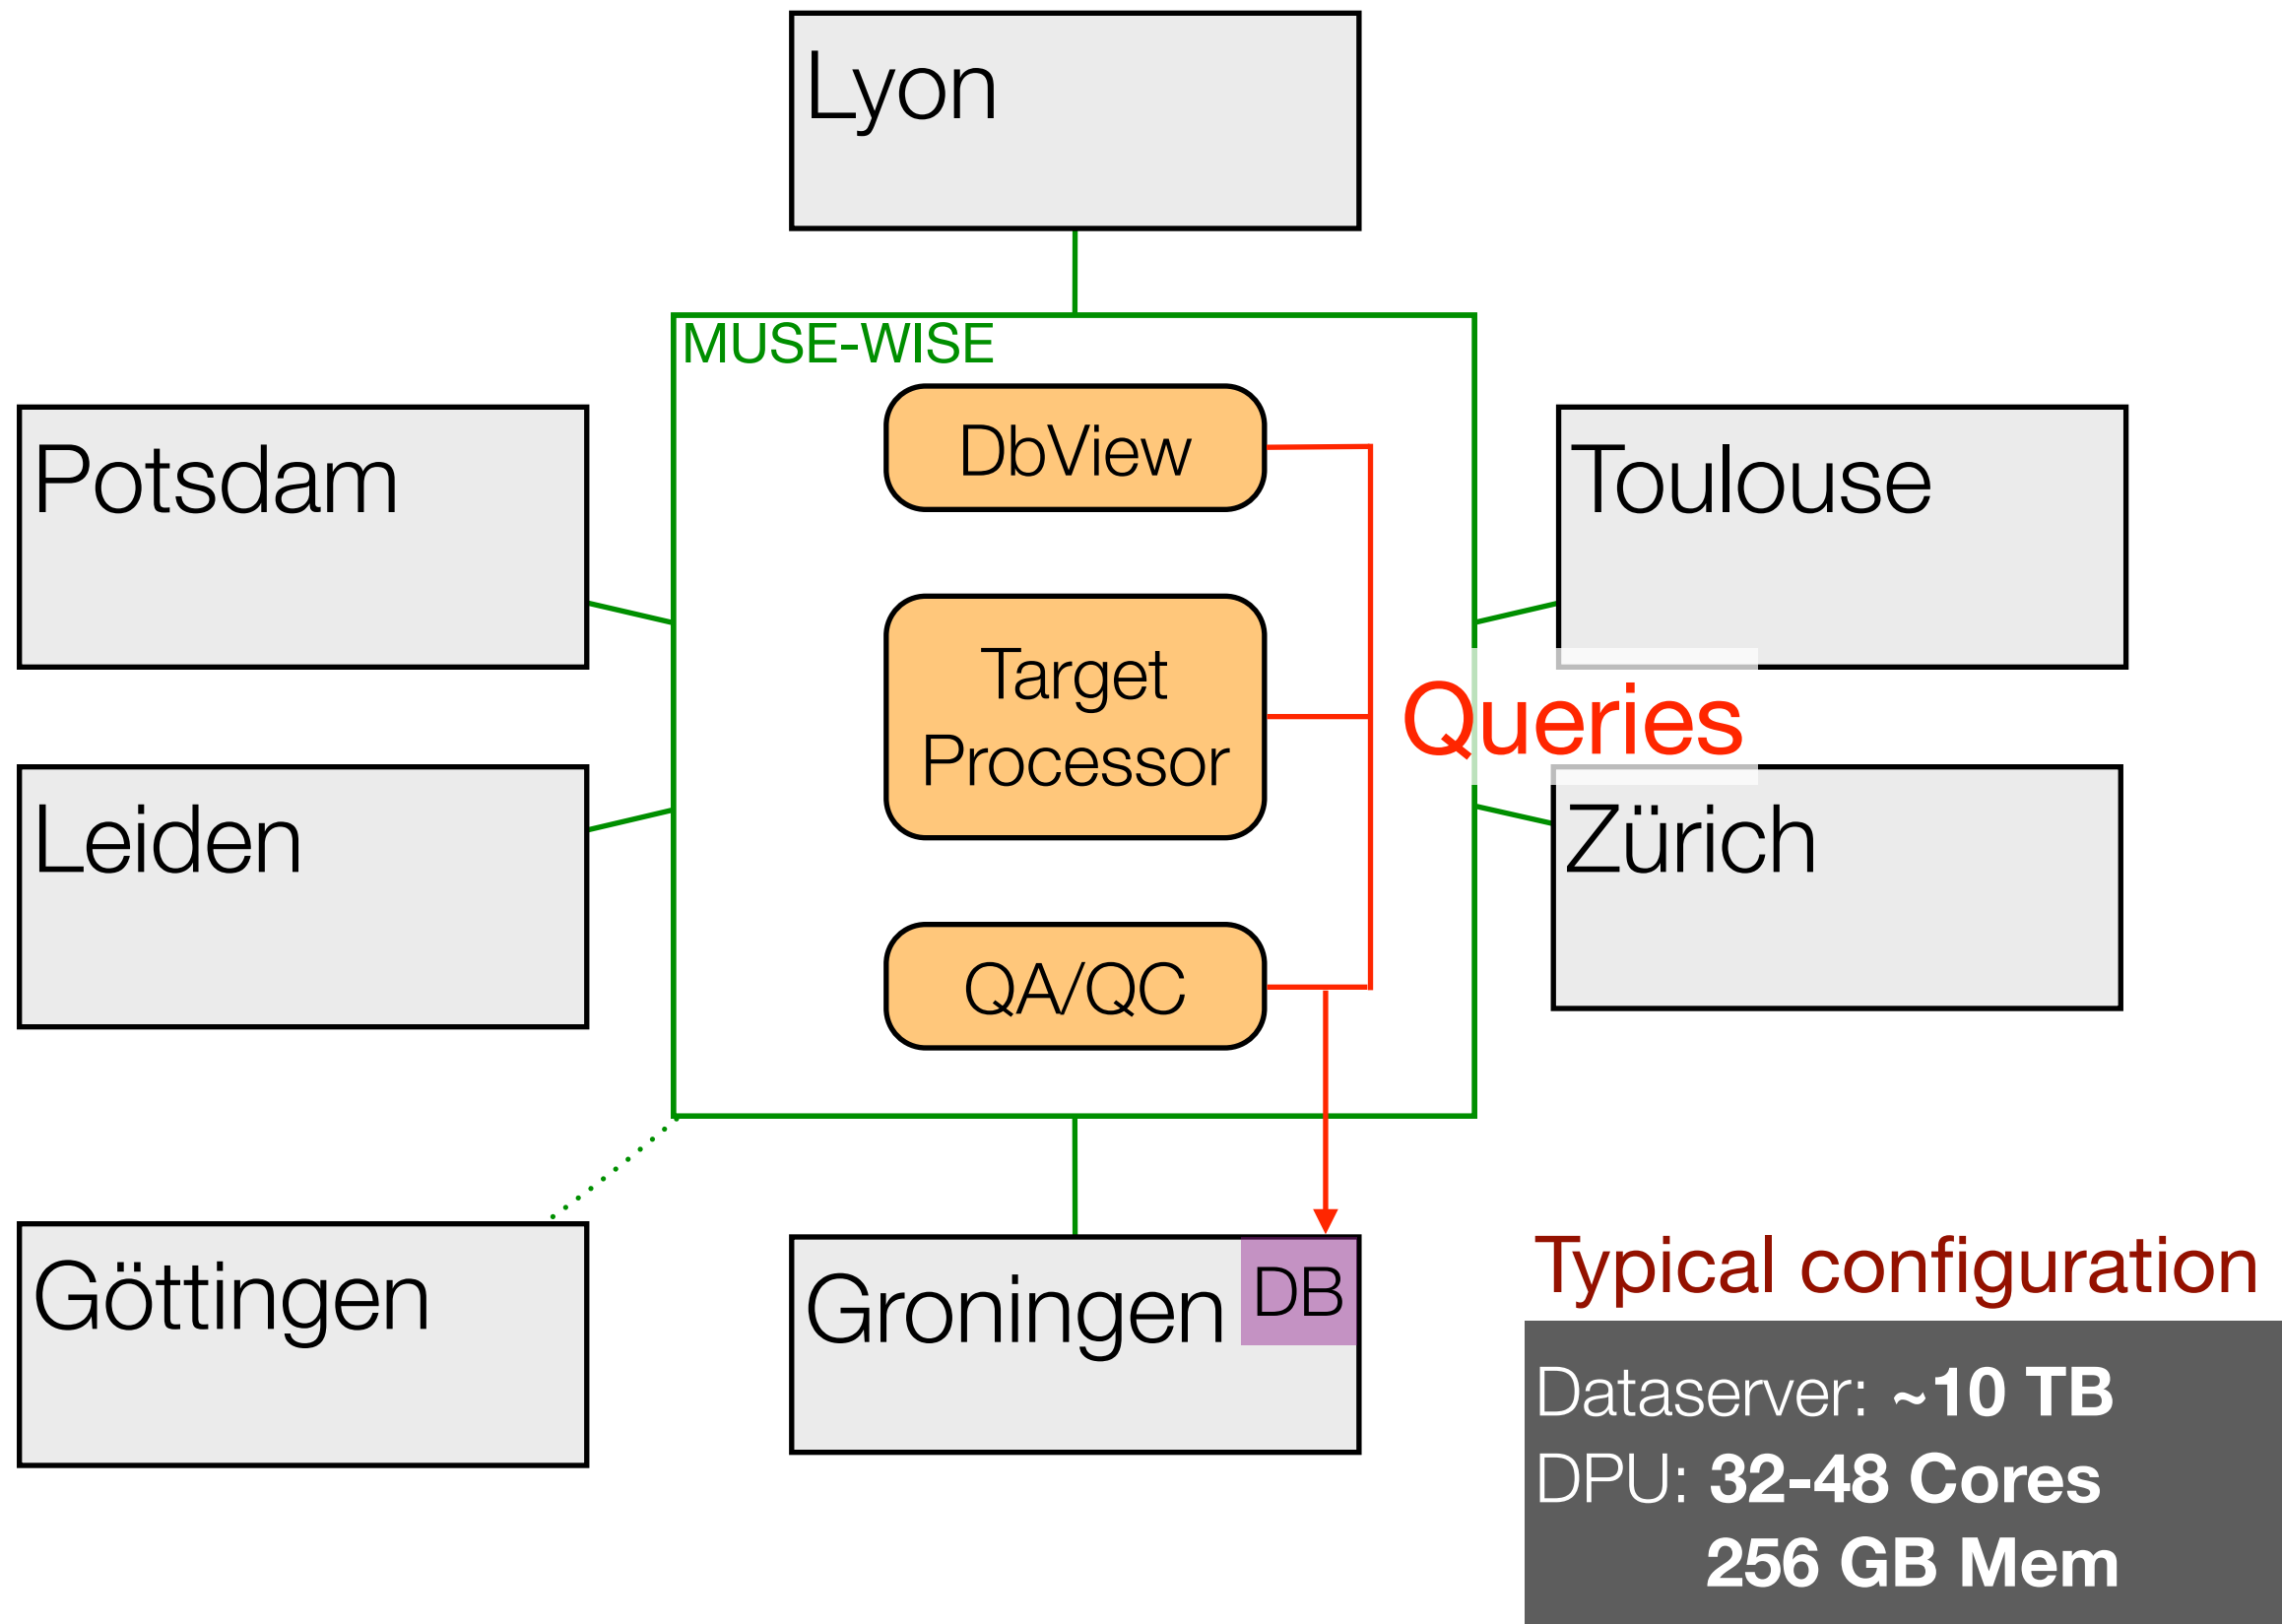 Lyon
MUSE-WISE
DbView
Potsdam
Toulouse
Target
Processor
Queries
Leiden
Zürich
QA/QC
Göttingen
Groningen
DB
Typical configuration
Dataserver: ~10 TB
DPU: 32-48 Cores
256 GB Mem